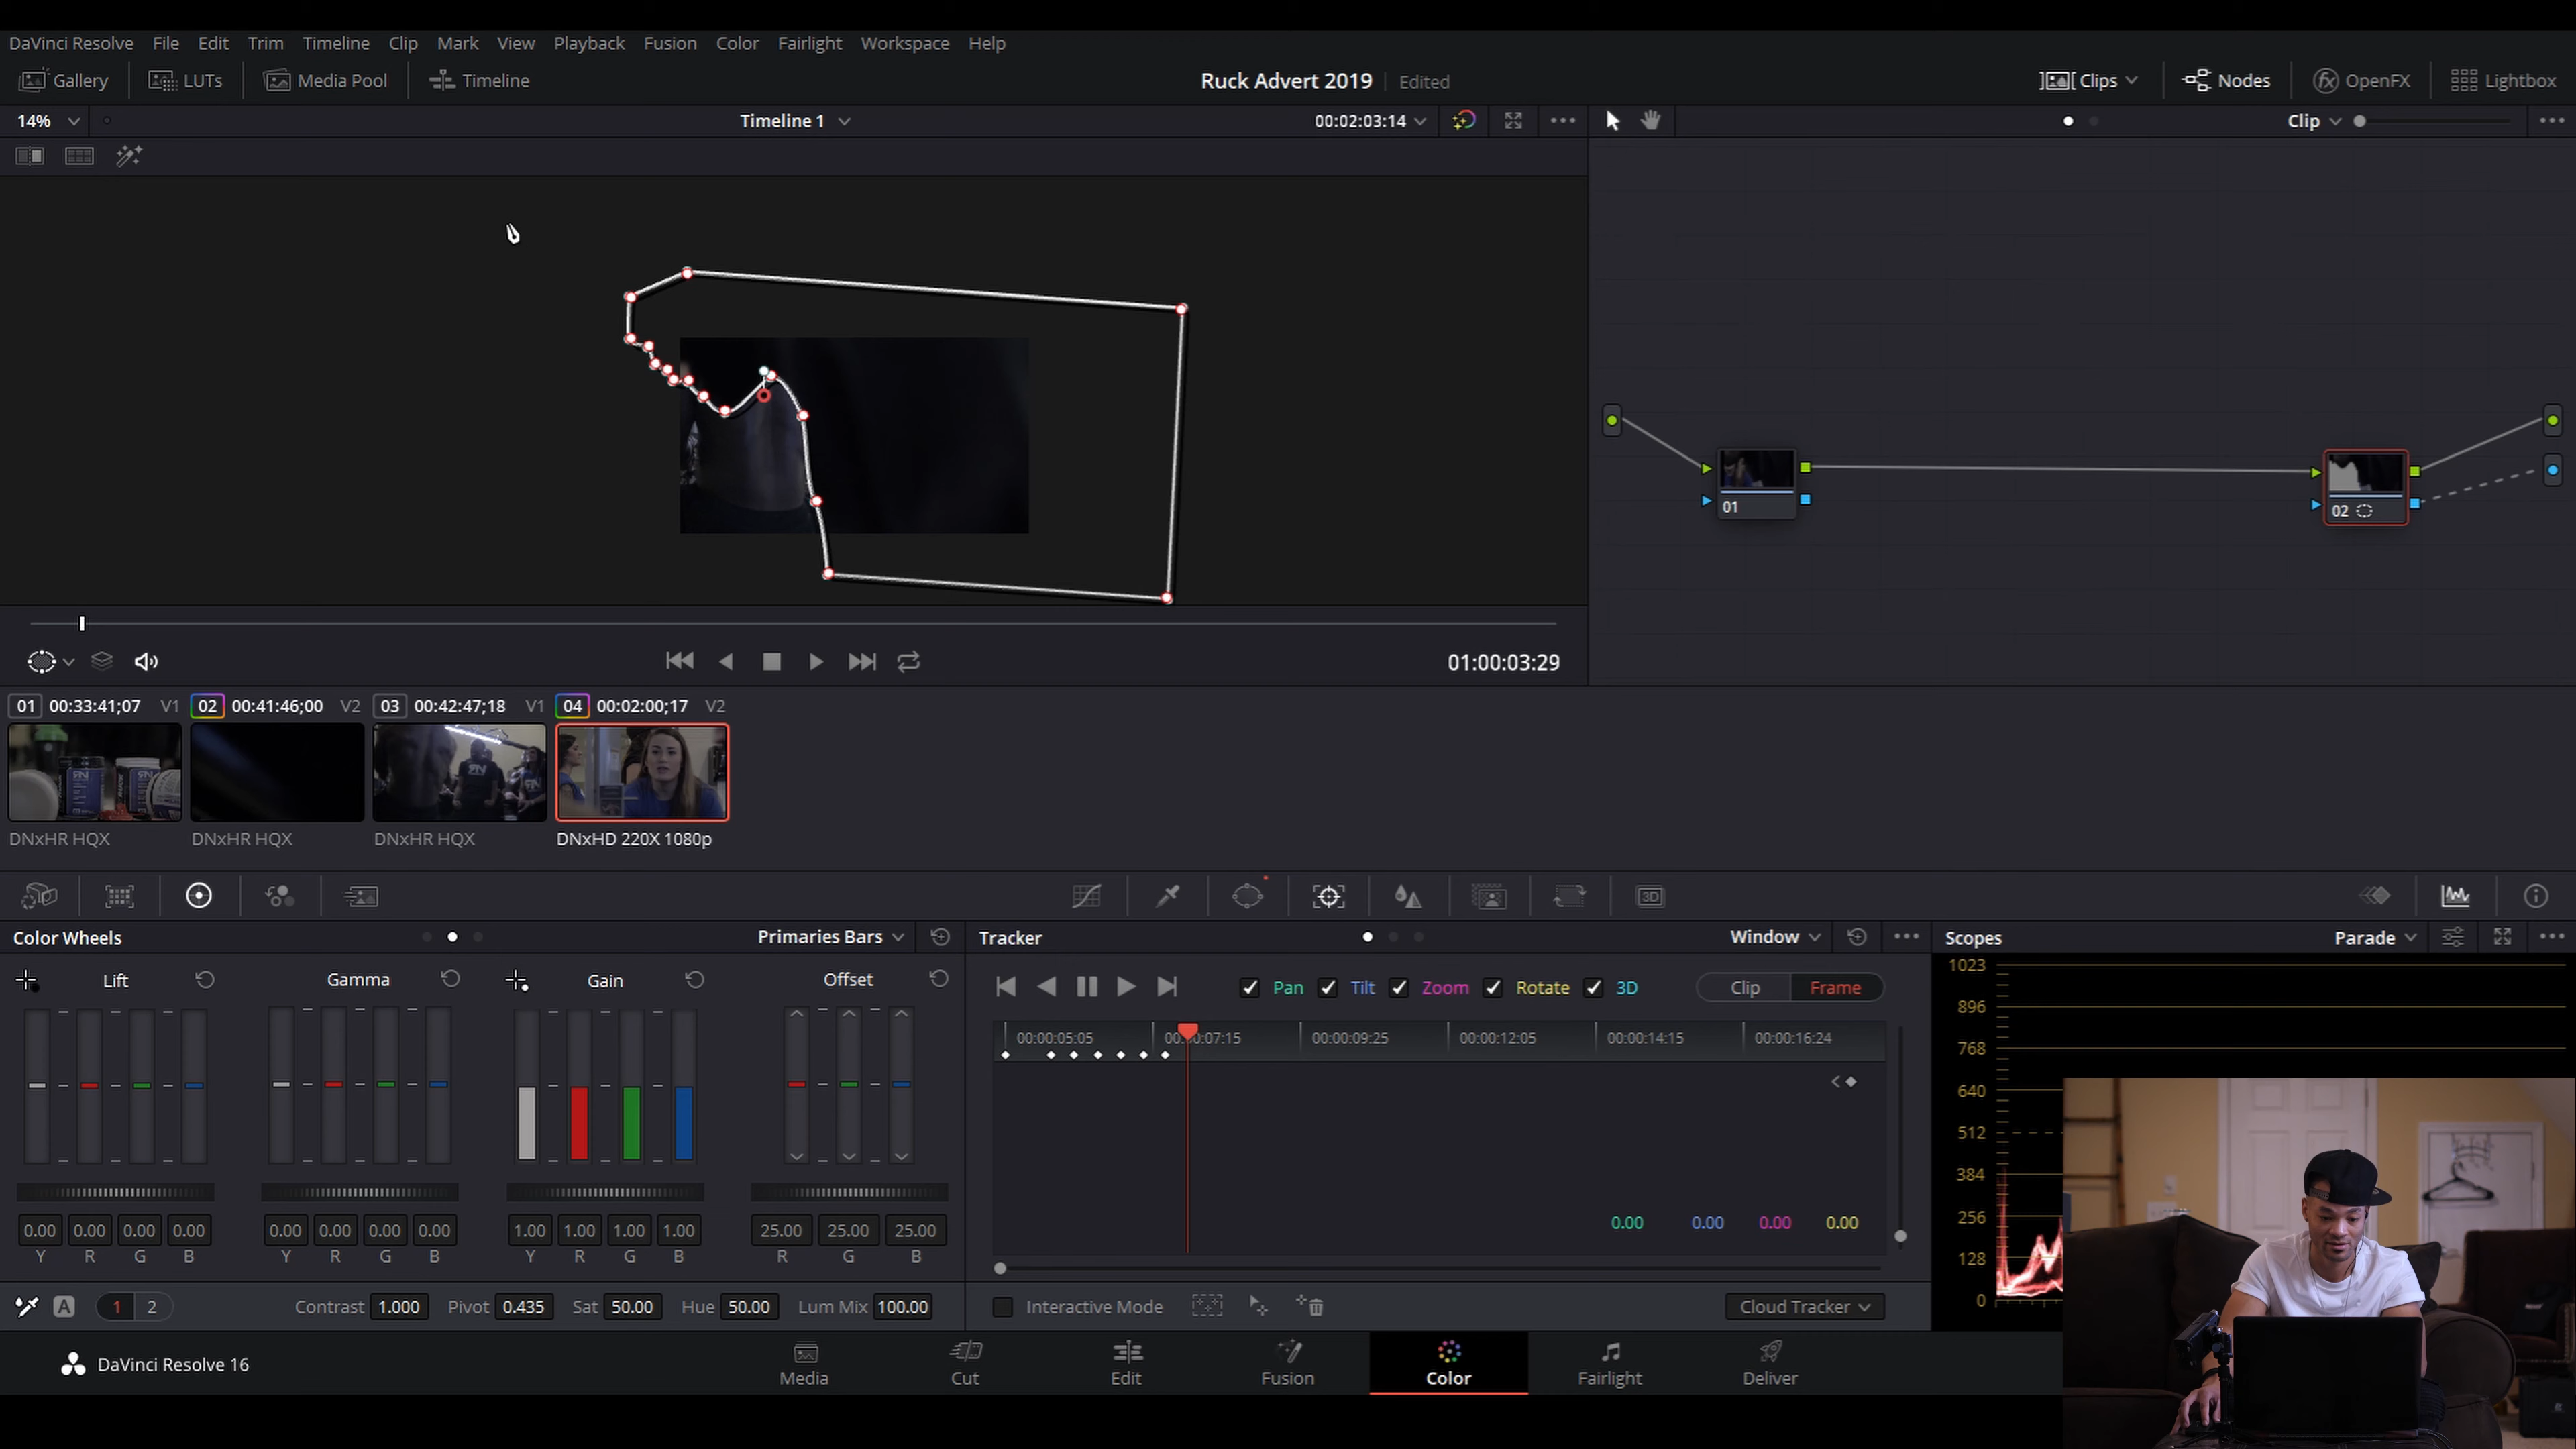 DaVinci Resolve File Edit Trim Timeline Clip Mark View Playback Fusion Color Fairlight Workspace Help
Gallery LUTs Media Pool Timeline Ruck Advert 2019 Edited Clips Nodes OpenFX Lightbox
14% Timeline 1 00:02:03:14 Clip
01 02
01:00:03:29
01 00:33:41;07 V1 02 00:41:46;00 V2 03 00:42:47;18 V1 04 00:02:00;17 V2
DNxHR HQX DNxHR HQX DNxHR HQX DNxHD 220X 1080p
3D
Color Wheels Primaries Bars Tracker Window Scopes Parade
Lift Gamma Gain Offset Pan Tilt Zoom Rotate 3D Clip Frame
1023
896
768
640
512
384
256
128
0
00:00:05:05 00:00:07:15 00:00:09:25 00:00:12:05 00:00:14:15 00:00:16:24
0.00 0.00 0.00 0.00
0.00 0.00 0.00 0.00 0.00 0.00 0.00 0.00 1.00 1.00 1.00 1.00 25.00 25.00 25.00
Y R G B Y R G B Y R G B R G B
A 1 2 Contrast 1.000 Pivot 0.435 Sat 50.00 Hue 50.00 Lum Mix 100.00 Interactive Mode Cloud Tracker
DaVinci Resolve 16 Media Cut Edit Fusion Color Fairlight Deliver